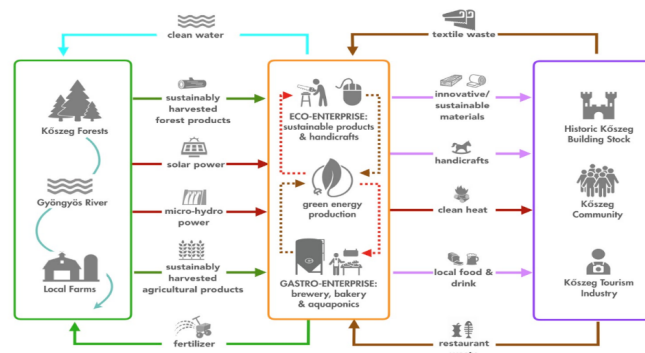 clean water
textile waste
Kőszeg Forests
Gyöngyös River
Local Farms
sustainably
harvested
forest products
solar power
micro-hydro
power
sustainably
harvested
agricultural products
fertilizer
ECO-ENTERPRISE:
sustainable products
& handicrafts
green energy
production
GASTRO-ENTERPRISE:
brewery, bakery
& aquaponics
innovative/
sustainable
materials
handicrafts
clean heat
local food &
drink
restaurant
Historic Kőszeg
Building Stock
Kőszeg
Community
Kőszeg Tourism
Industry